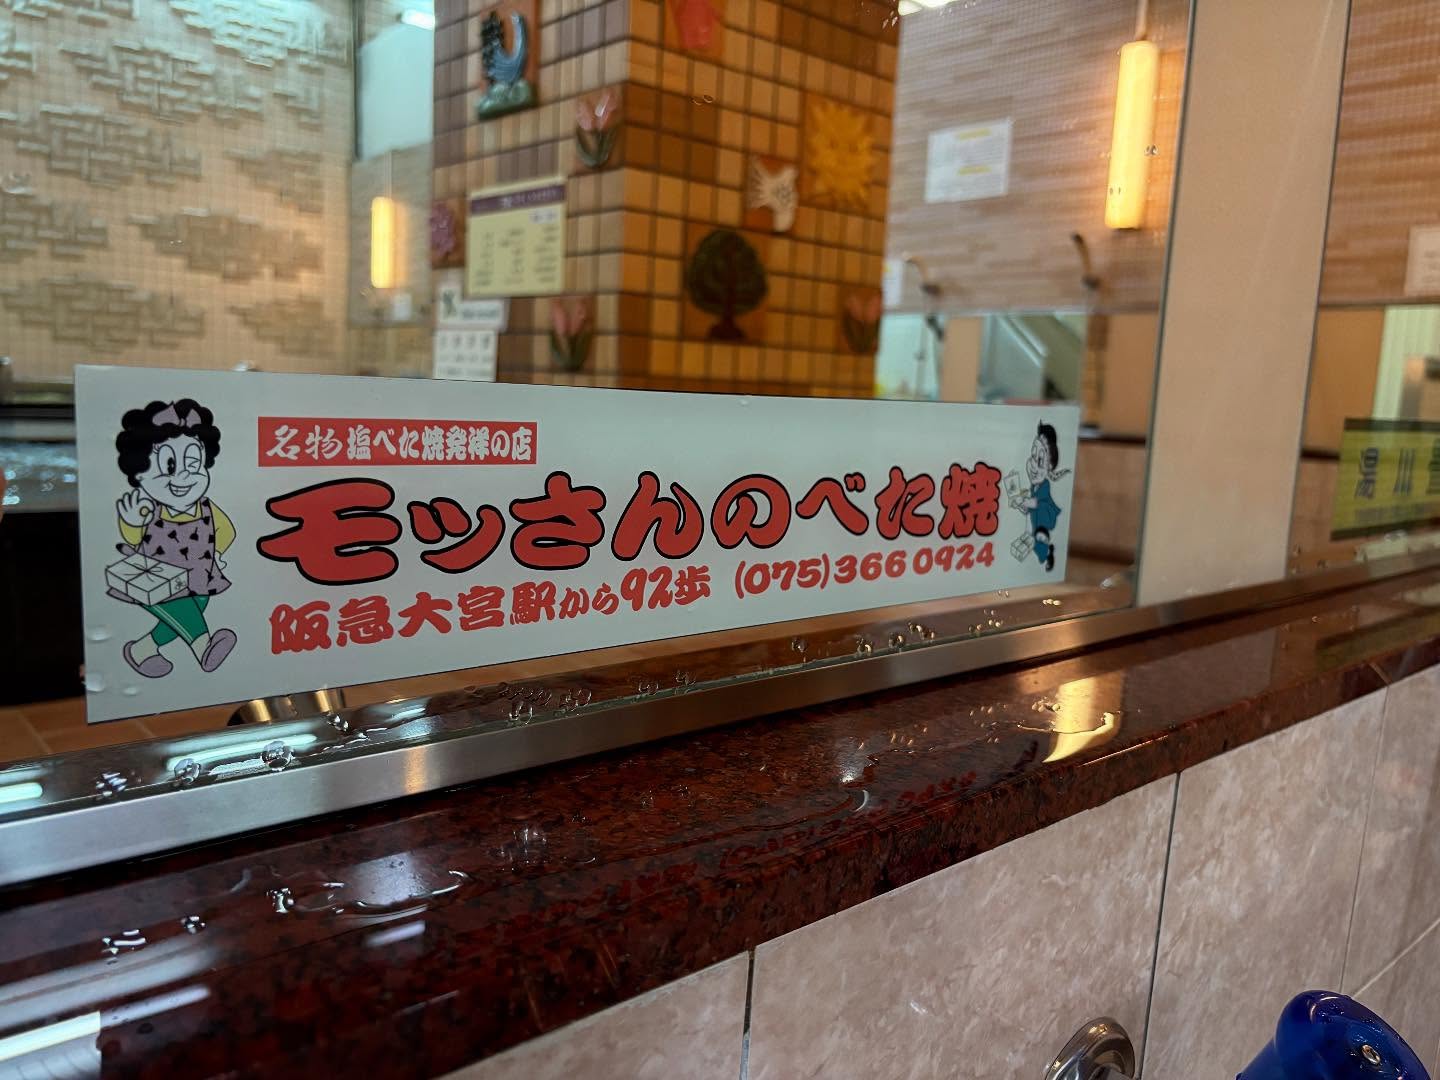 名物塩べた焼発祥の店
モッさんのべた焼
阪急大宮駅から92歩 (075)366 0924